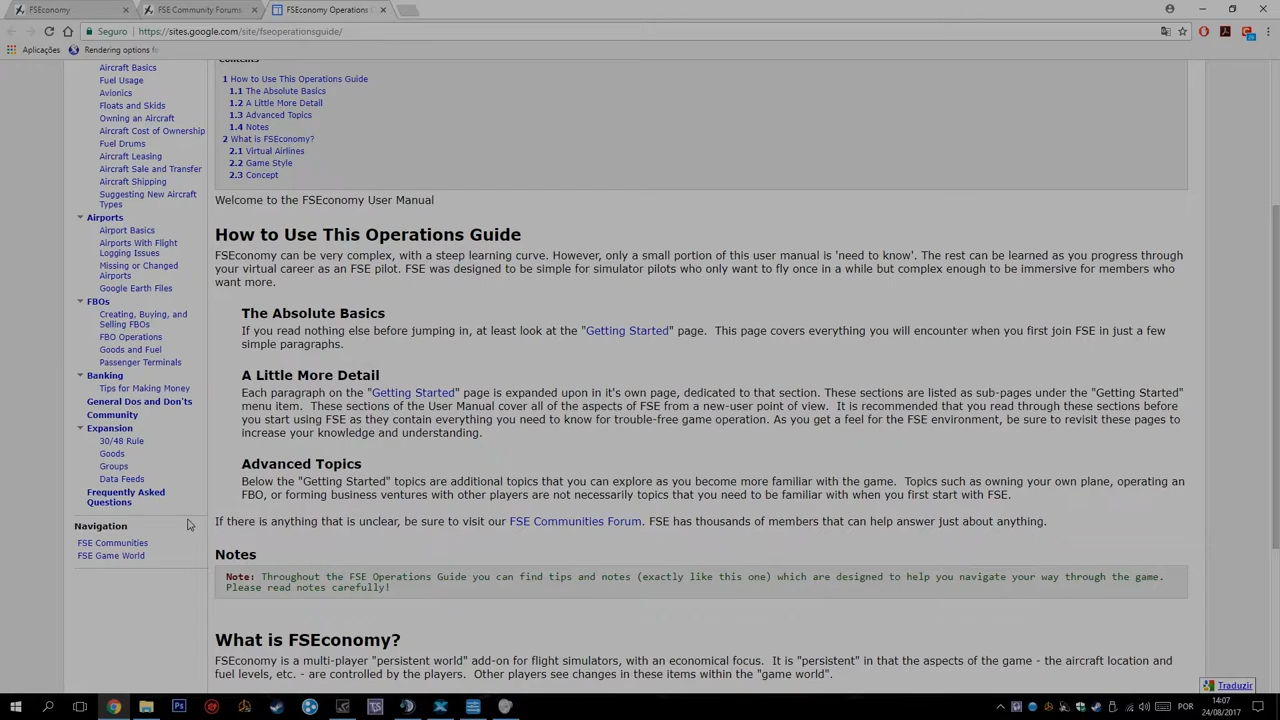 FSEconomy
FSE Community Forums
FSEconomy Operations G
Seguro
https://sites.google.com/site/fseoperationsguide/
Aplicações
Rendering options fo
Aircraft Basics
Fuel Usage
Avionics
Floats and Skids
Owning an Aircraft
Aircraft Cost of Ownership
Fuel Drums
Aircraft Leasing
Aircraft Sale and Transfer
Aircraft Shipping
Suggesting New Aircraft
Types
Airports
Airport Basics
Airports With Flight
Logging Issues
Missing or Changed
Airports
Google Earth Files
FBOs
Creating, Buying, and
Selling FBOs
FBO Operations
Goods and Fuel
Passenger Terminals
Banking
Tips for Making Money
General Dos and Don'ts
Community
Expansion
30/48 Rule
Goods
Groups
Data Feeds
Frequently Asked
Questions
Navigation
FSE Communities
FSE Game World
Contents
1 How to Use This Operations Guide
1.1 The Absolute Basics
1.2 A Little More Detail
1.3 Advanced Topics
1.4 Notes
2 What is FSEconomy?
2.1 Virtual Airlines
2.2 Game Style
2.3 Concept
Welcome to the FSEconomy User Manual
How to Use This Operations Guide
FSEconomy can be very complex, with a steep learning curve. However, only a small portion of this user manual is 'need to know'. The rest can be learned as you progress through
your virtual career as an FSE pilot. FSE was designed to be simple for simulator pilots who only want to fly once in a while but complex enough to be immersive for members who
want more.
The Absolute Basics
If you read nothing else before jumping in, at least look at the "Getting Started" page. This page covers everything you will encounter when you first join FSE in just a few
simple paragraphs.
A Little More Detail
Each paragraph on the "Getting Started" page is expanded upon in it's own page, dedicated to that section. These sections are listed as sub-pages under the "Getting Started"
menu item. These sections of the User Manual cover all of the aspects of FSE from a new-user point of view. It is recommended that you read through these sections before
you start using FSE as they contain everything you need to know for trouble-free game operation. As you get a feel for the FSE environment, be sure to revisit these pages to
increase your knowledge and understanding.
Advanced Topics
Below the "Getting Started" topics are additional topics that you can explore as you become more familiar with the game. Topics such as owning your own plane, operating an
FBO, or forming business ventures with other players are not necessarily topics that you need to be familiar with when you first start with FSE.
If there is anything that is unclear, be sure to visit our FSE Communities Forum. FSE has thousands of members that can help answer just about anything.
Notes
Note: Throughout the FSE Operations Guide you can find tips and notes (exactly like this one) which are designed to help you navigate your way through the game.
Please read notes carefully!
What is FSEconomy?
FSEconomy is a multi-player "persistent world" add-on for flight simulators, with an economical focus. It is "persistent" in that the aspects of the game - the aircraft location and
fuel levels, etc. - are controlled by the players. Other players see changes in these items within the "game world".
Traduzir
POR
14:07
24/08/2017